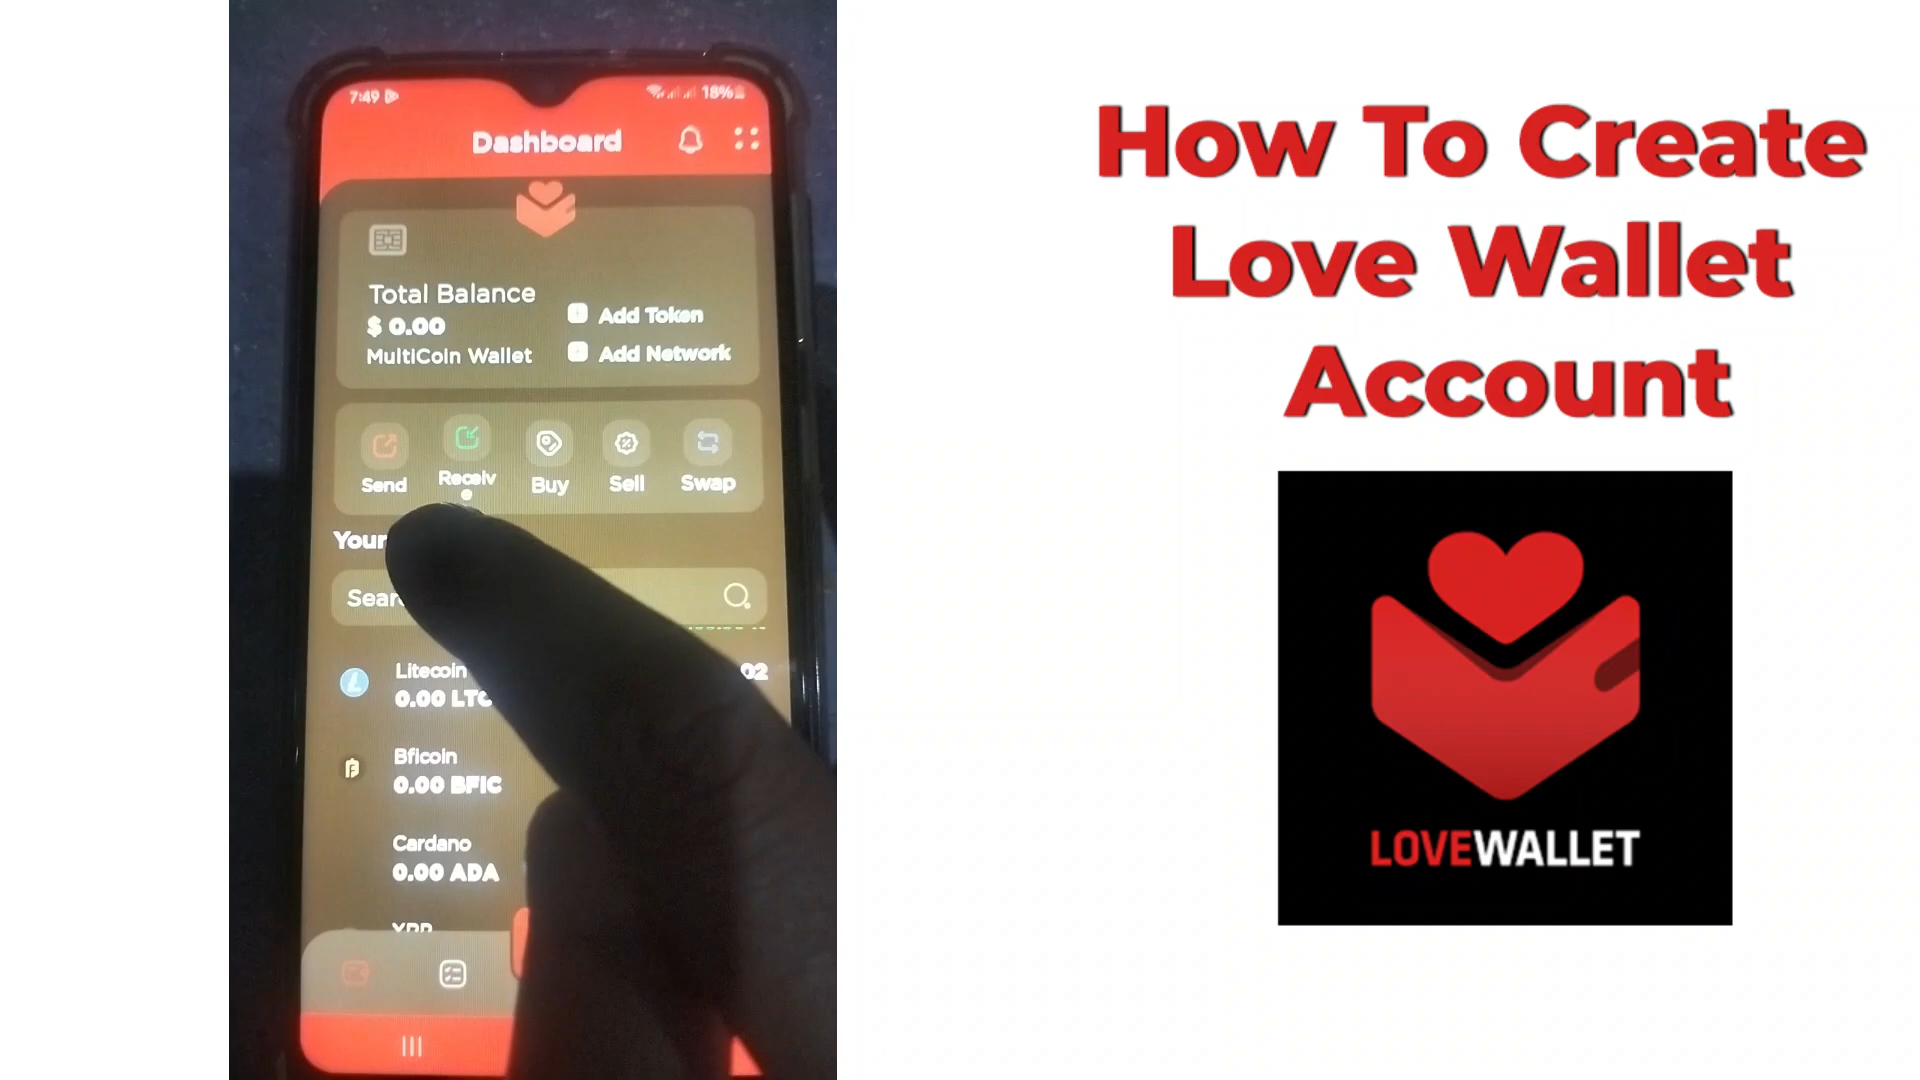 7:49
18%
Dashboard
Total Balance
$ 0.00
MultiCoin Wallet
Add Token
Add Network
Send
Receiv
e
Buy
Sell
Swap
Your
Sear
Litecoin
0.00 LTC
02
Bficoin
0.00 BFIC
Cardano
0.00 ADA
XRP
How To Create
Love Wallet
Account
LOVEWALLET